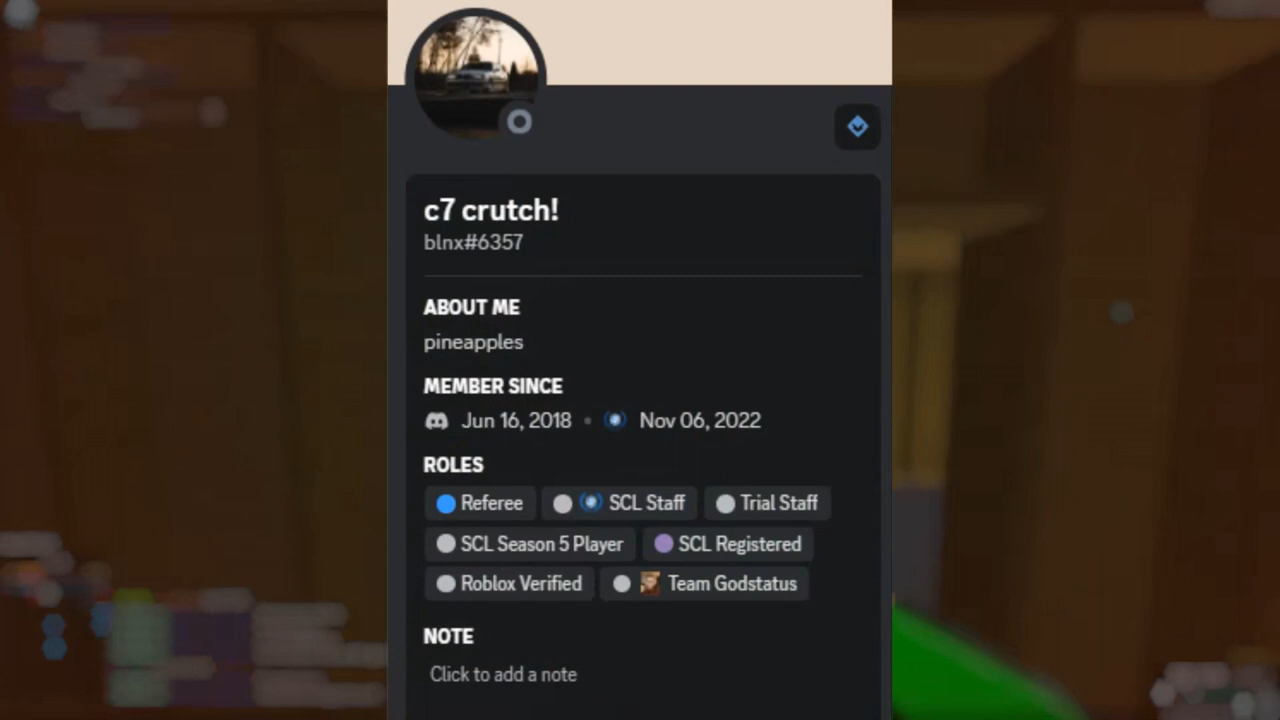 c7 crutch!
blnx#6357
ABOUT ME
pineapples
MEMBER SINCE
Jun 16, 2018 • Nov 06, 2022
ROLES
Referee SCL Staff Trial Staff
SCL Season 5 Player SCL Registered
Roblox Verified Team Godstatus
NOTE
Click to add a note